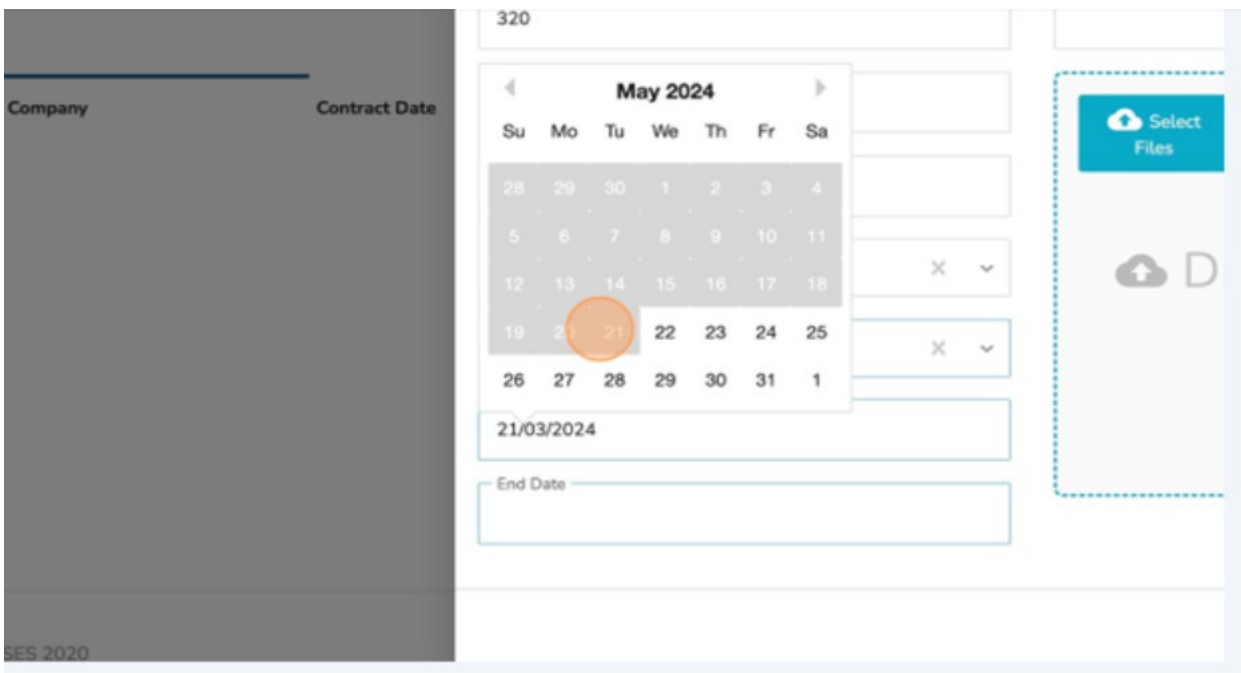 320
Company
Contract Date
May 2024
Su Mo Tu We Th Fr Sa
28 29 30 1 2 3 4
5 6 7 8 9 10 11
12 13 14 15 16 17 18
19 20 21 22 23 24 25
26 27 28 29 30 31 1
21/03/2024
End Date
Select
Files
D
SES 2020